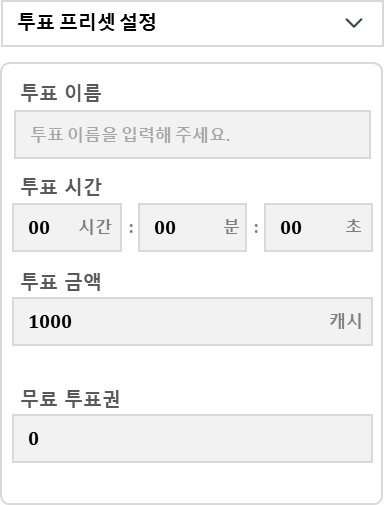 투표 프리셋 설정
투표 이름
투표 이름을 입력해 주세요.
투표 시간
00 시간 : 00 분 : 00 초
투표 금액
1000 캐시
무료 투표권
0